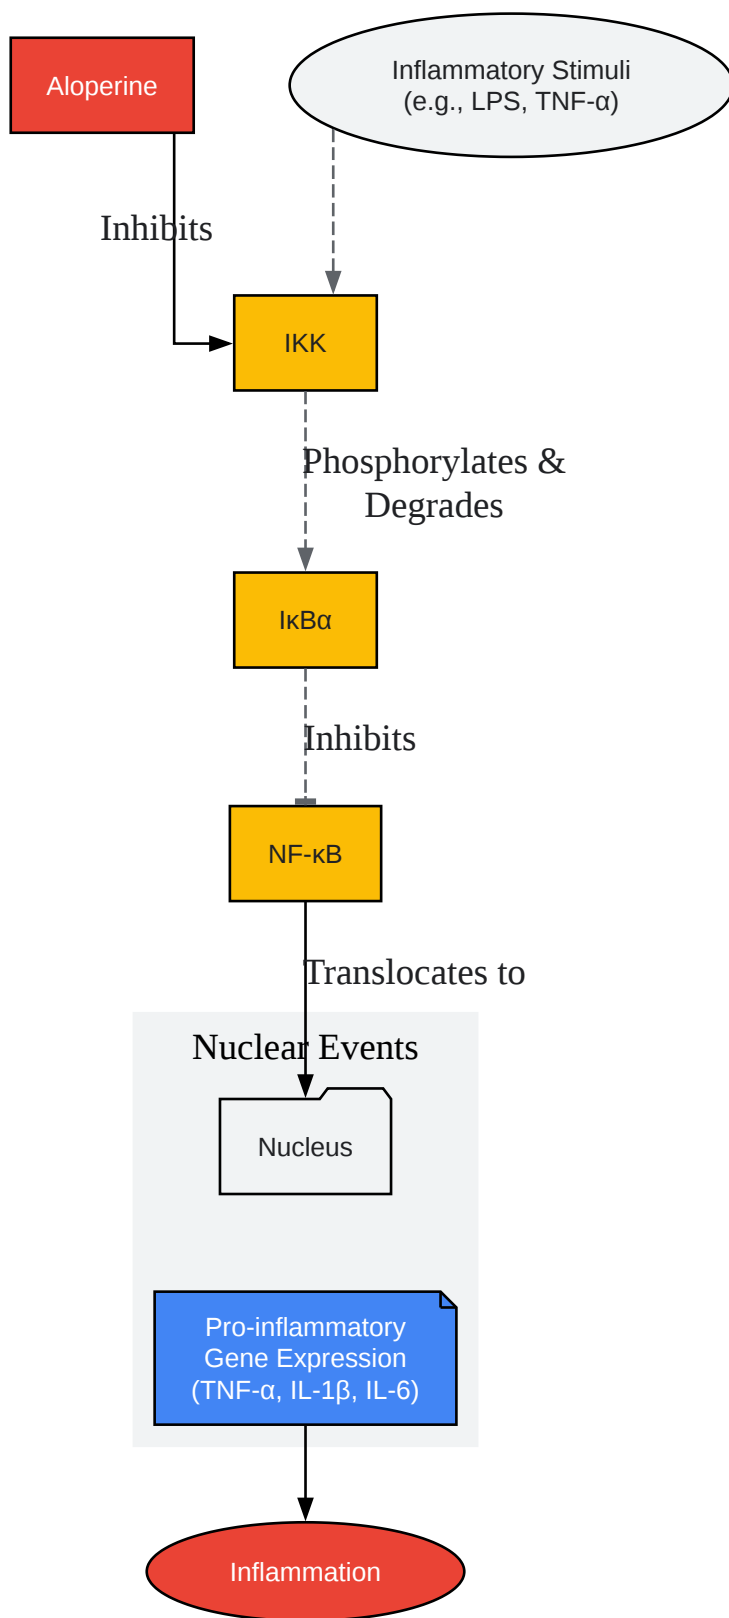 Aloperine
Inflammatory Stimuli
(e.g., LPS, TNF-α)
Inhibits
IKK
Phosphorylates &
Degrades
IκBα
Inhibits
NF-κB
Translocates to
Nuclear Events
Nucleus
Pro-inflammatory
Gene Expression
(TNF-α, IL-1β, IL-6)
Inflammation